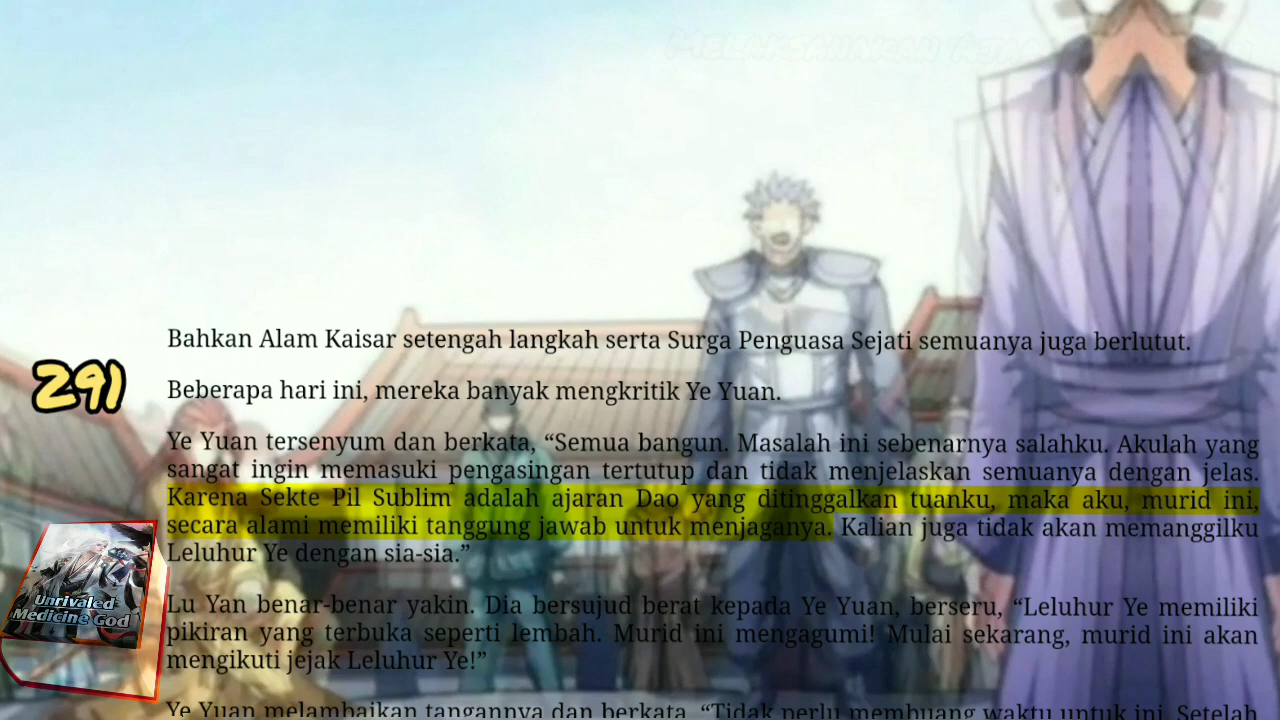 Bahkan Alam Kaisar setengah langkah serta Surga Penguasa Sejati semuanya juga berlutut.
291
Beberapa hari ini, mereka banyak mengkritik Ye Yuan.
Ye Yuan tersenyum dan berkata, “Semua bangun. Masalah ini sebenarnya salahku. Akulah yang
sangat ingin memasuki pengasingan tertutup dan tidak menjelaskan semuanya dengan jelas.
Karena Sekte Pil Sublim adalah ajaran Dao yang ditinggalkan tuanku, maka aku, murid ini,
secara alami memiliki tanggung jawab untuk menjaganya. Kalian juga tidak akan memanggilku
Leluhur Ye dengan sia-sia.”
Unrivaled
Medicine God
Lu Yan benar-benar yakin. Dia bersujud berat kepada Ye Yuan, berseru, “Leluhur Ye memiliki
pikiran yang terbuka seperti lembah. Murid ini mengagumi! Mulai sekarang, murid ini akan
mengikuti jejak Leluhur Ye!”
Ye Yuan melambaikan tangannya dan berkata, “Tidak perlu membuang waktu untuk ini. Setelah